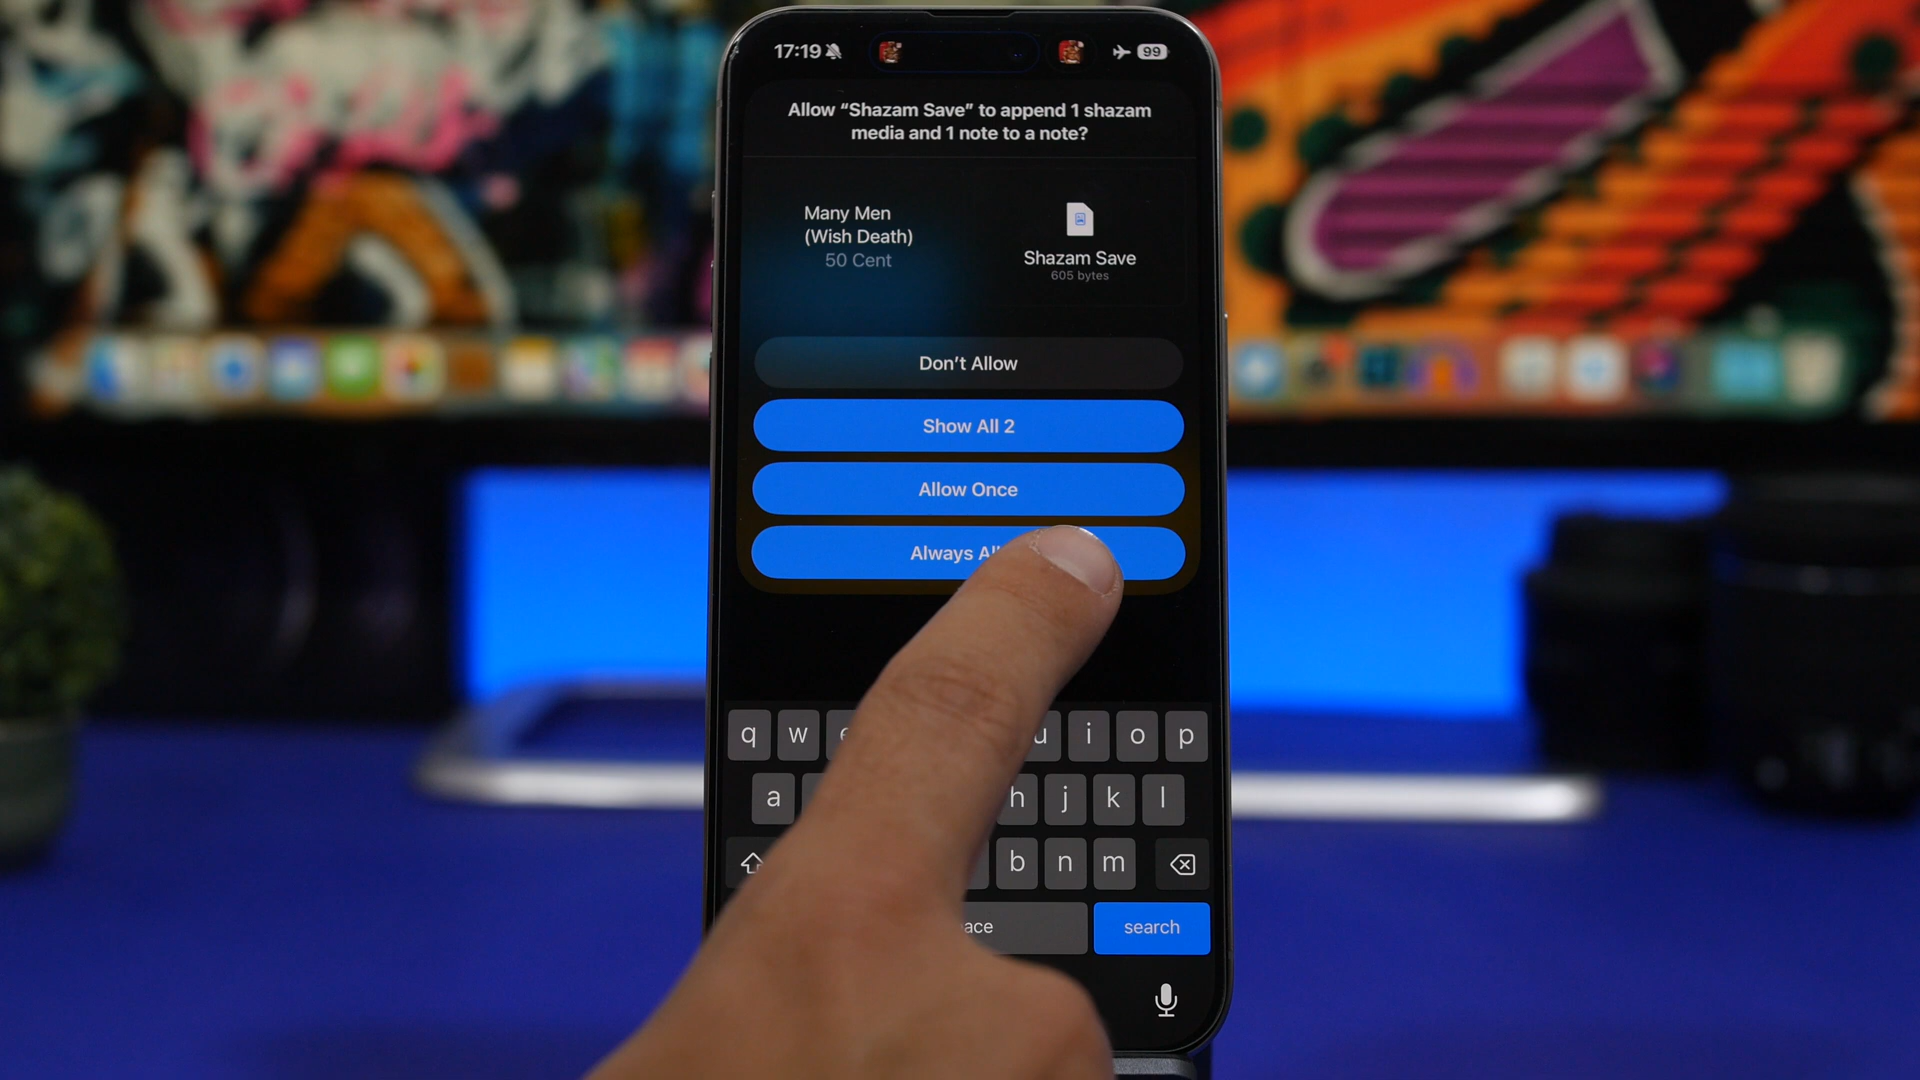 17:19
99
Allow “Shazam Save” to append 1 shazam
media and 1 note to a note?
Many Men
(Wish Death)
50 Cent
Shazam Save
605 bytes
Don’t Allow
Show All 2
Allow Once
Always
q w u i o p
a h j k l
b n m
search